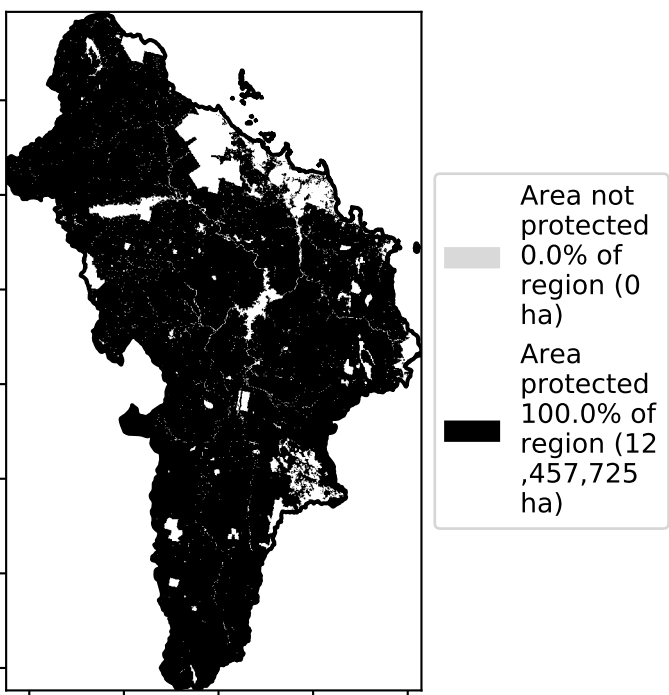 Area not
protected
0.0% of
region (0
ha)
Area
protected
100.0% of
region (12
,457,725
ha)